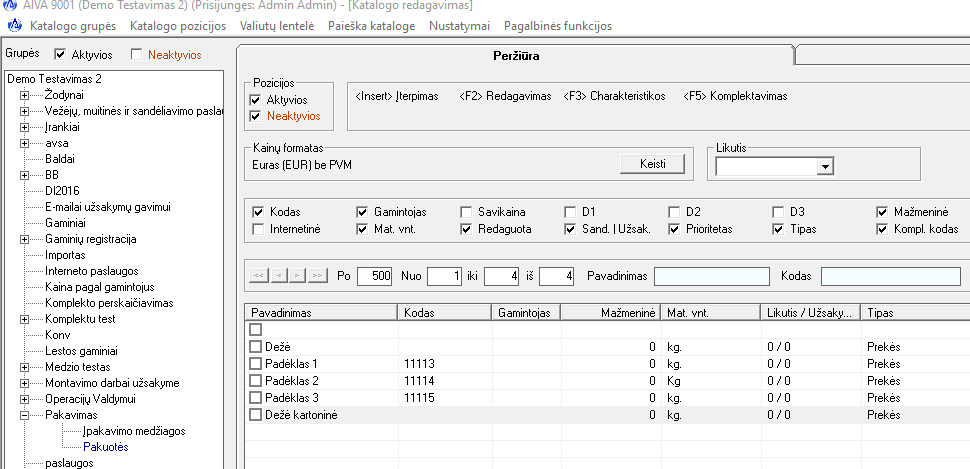 AIVA 9001 (Demo Testavimas 2) (Prisijungęs: Admin Admin) - [Katalogo redagavimas]
Katalogo grupės Katalogo pozicijos Valiutų lentelė Paieška kataloge Nustatymai Pagalbinės funkcijos
Grupės Aktyvios Neaktyvios
Demo Testavimas 2
Žodynai
Vežėjų, muitinės ir sandėliavimo paslau
Įrankiai
avsa
Baldai
BB
DI2016
E-mailai užsakymų gavimui
Gaminiai
Gaminių registracija
Importas
Interneto paslaugos
Kaina pagal gamintojus
Komplekto perskaičiavimas
Komplektu test
Konv
Lestos gaminiai
Medzio testas
Montavimo darbai užsakyme
Operacijų Valdymui
Pakavimas
Įpakavimo medžiagos
Pakuotės
paslaugos
Peržiūra
Pozicijos
Aktyvios
Neaktyvios
<Insert> Įterpimas <F2> Redagavimas <F3> Charakteristikos <F5> Komplektavimas
Kainų formatas
Euras (EUR) be PVM Keisti
Likutis
Kodas Gamintojas Savikaina D1 D2 D3 Mažmeninė
Internetinė Mat. vnt. Redaguota Sand. | Užsak. Prioritetas Tipas Kompl. kodas
<< < > >> Po 500 Nuo 1 iki 4 iš 4 Pavadinimas Kodas
Pavadinimas Kodas Gamintojas Mažmeninė Mat. vnt. Likutis / Užsaky... Tipas
Dežė 0 kg. 0 / 0 Prekės
Padėklas 1 11113 0 kg. 0 / 0 Prekės
Padėklas 2 11114 0 Kg 0 / 0 Prekės
Padėklas 3 11115 0 kg. 0 / 0 Prekės
Dežė kartoninė 0 kg. 0 / 0 Prekės